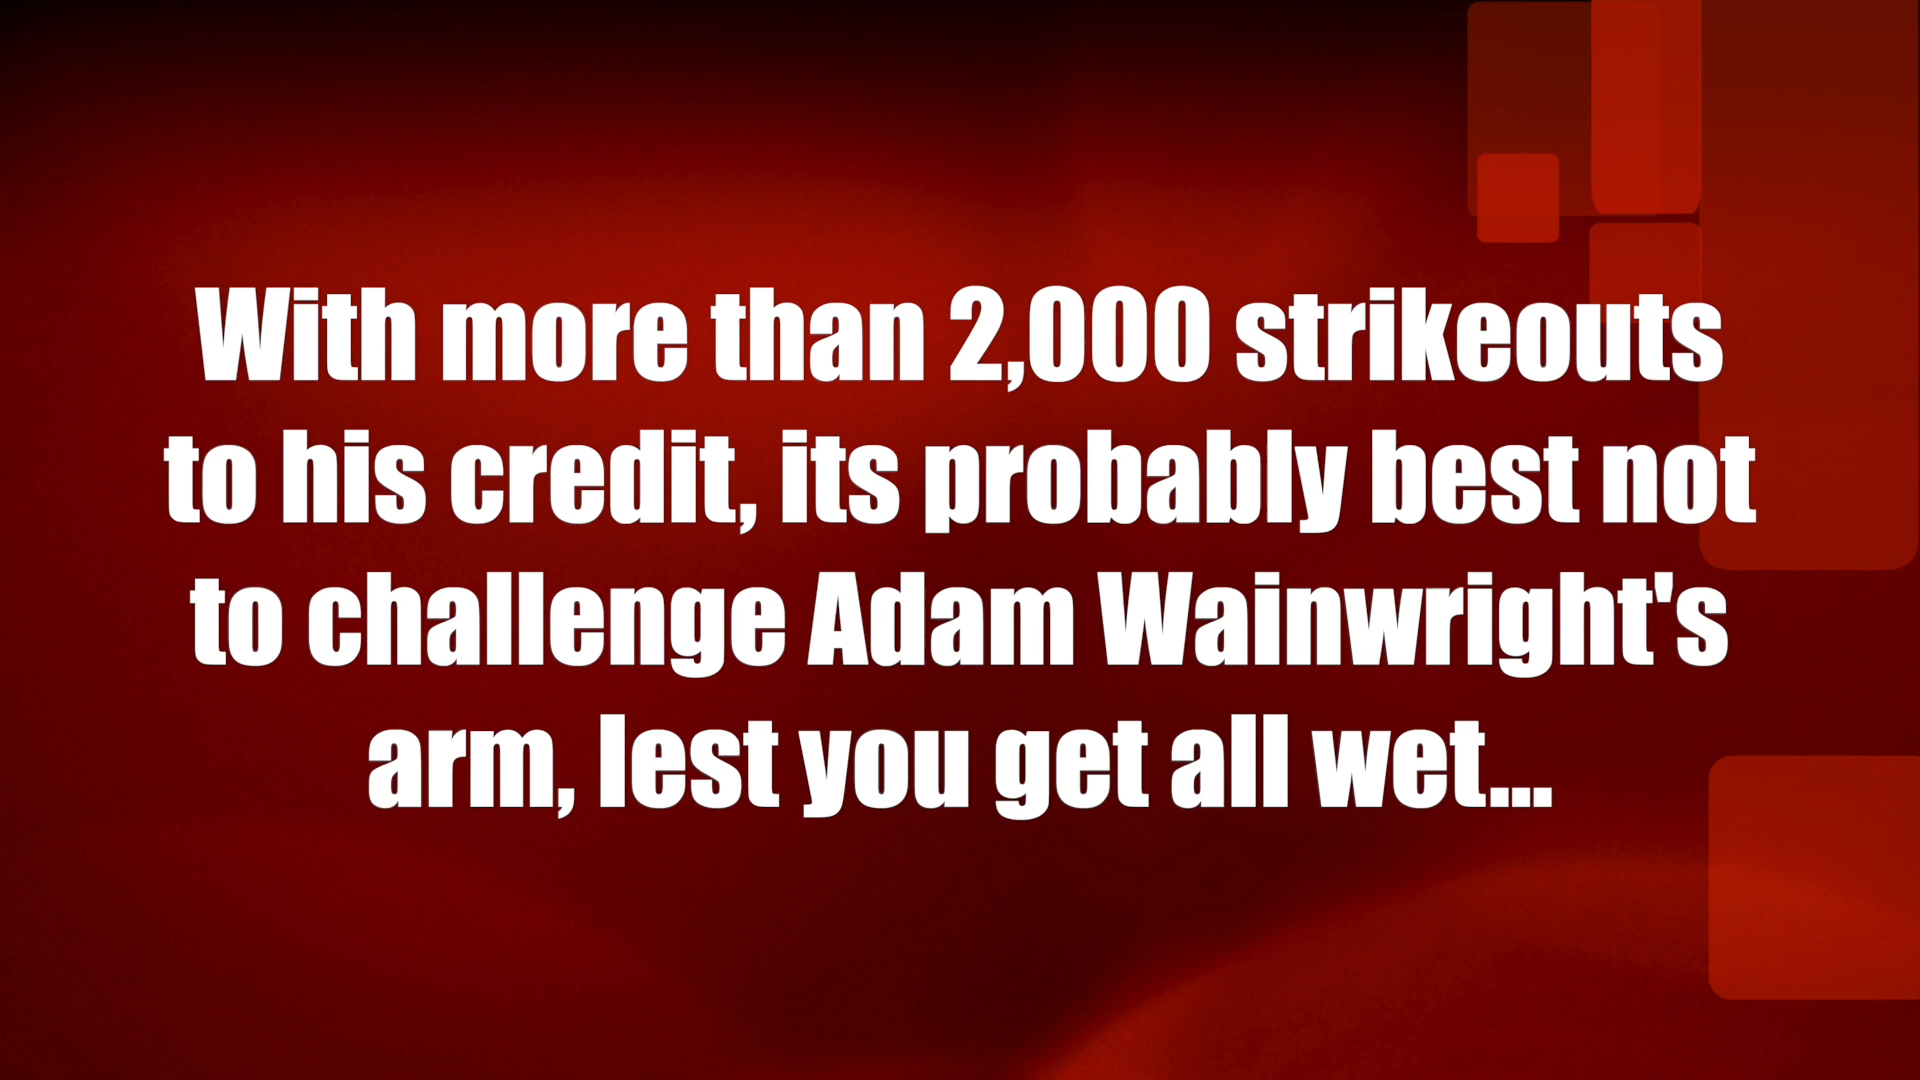 With more than 2,000 strikeouts
to his credit, its probably best not
to challenge Adam Wainwright's
arm, lest you get all wet...